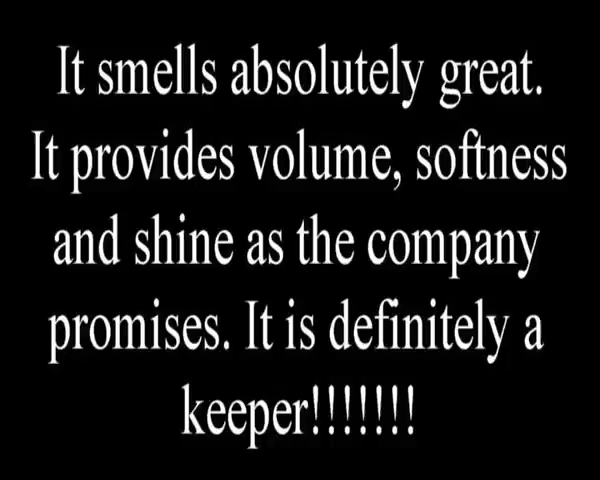 It smells absolutely great.
It provides volume, softness
and shine as the company
promises. It is definitely a
keeper!!!!!!!